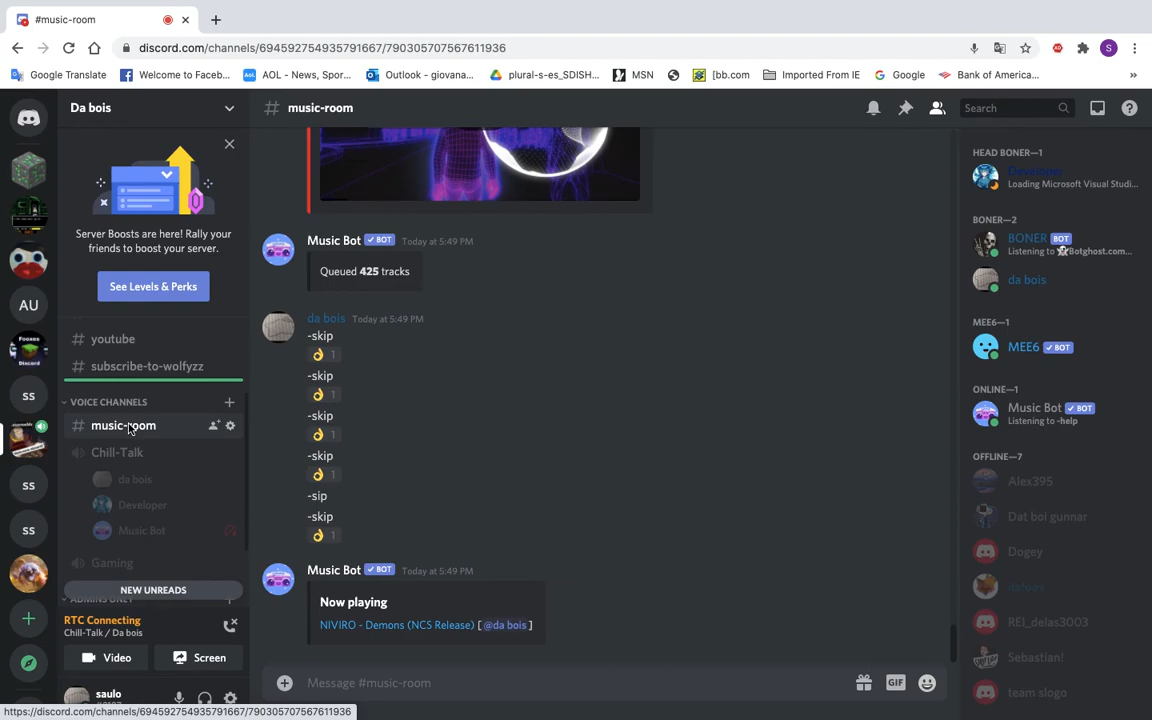 #music-room
discord.com/channels/694592754935791667/790305707567611936
Google Translate
Welcome to Faceb...
AOL - News, Spor...
Outlook - giovana...
plural-s-es_SDISH...
MSN
[bb.com
Imported From IE
Google
Bank of America...
»
S
Da bois
# music-room
Search
Server Boosts are here! Rally your
friends to boost your server.
See Levels & Perks
# youtube
# subscribe-to-wolfyzz
VOICE CHANNELS
# music-room
Chill-Talk
da bois
Developer
Music Bot
Gaming
NEW UNREADS
ADMINS ONLY
RTC Connecting
Chill-Talk / Da bois
Video
Screen
saulo
AU
ss
ss
ss
Music Bot ✓ BOT Today at 5:49 PM
Queued 425 tracks
da bois Today at 5:49 PM
-skip
1
-skip
1
-skip
1
-skip
1
-sip
-skip
1
Music Bot ✓ BOT Today at 5:49 PM
Now playing
NIVIRO - Demons (NCS Release) [@da bois]
Message #music-room
GIF
HEAD BONER—1
Developer
Loading Microsoft Visual Studi...
BONER—2
BONER BOT
Listening to Botghost.com...
da bois
MEE6—1
MEE6 ✓ BOT
ONLINE—1
Music Bot ✓ BOT
Listening to -help
OFFLINE—7
Alex395
Dat boi gunnar
Dogey
REI_delas3003
Sebastian!
team slogo
https://discord.com/channels/694592754935791667/790305707567611936